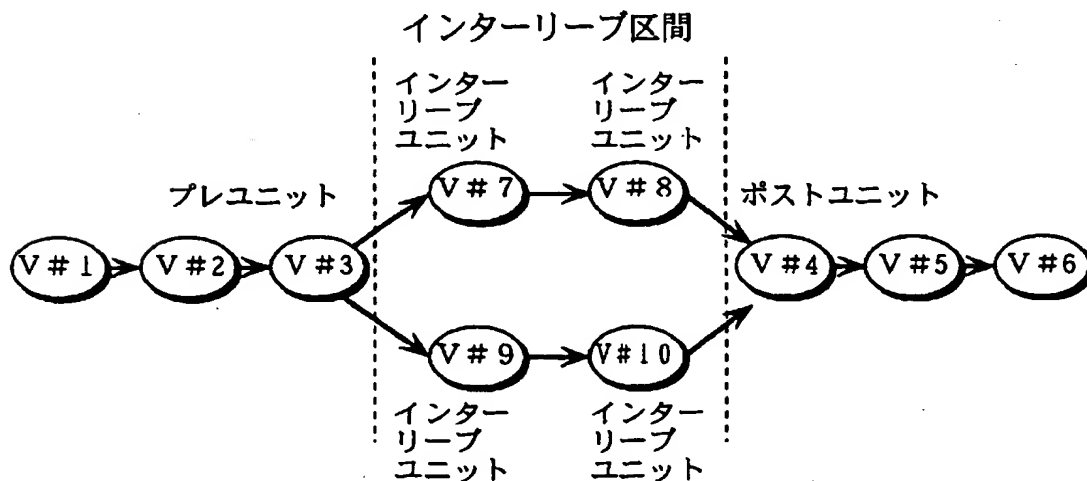 インターリーブ区間
インター
リーブ
ユニット
インター
リーブ
ユニット
プレユニット
ポストユニット
V#7
V#8
V#1
V#2
V#3
V#4
V#5
V#6
V#9
V#10
インター
リーブ
ユニット
インター
リーブ
ユニット